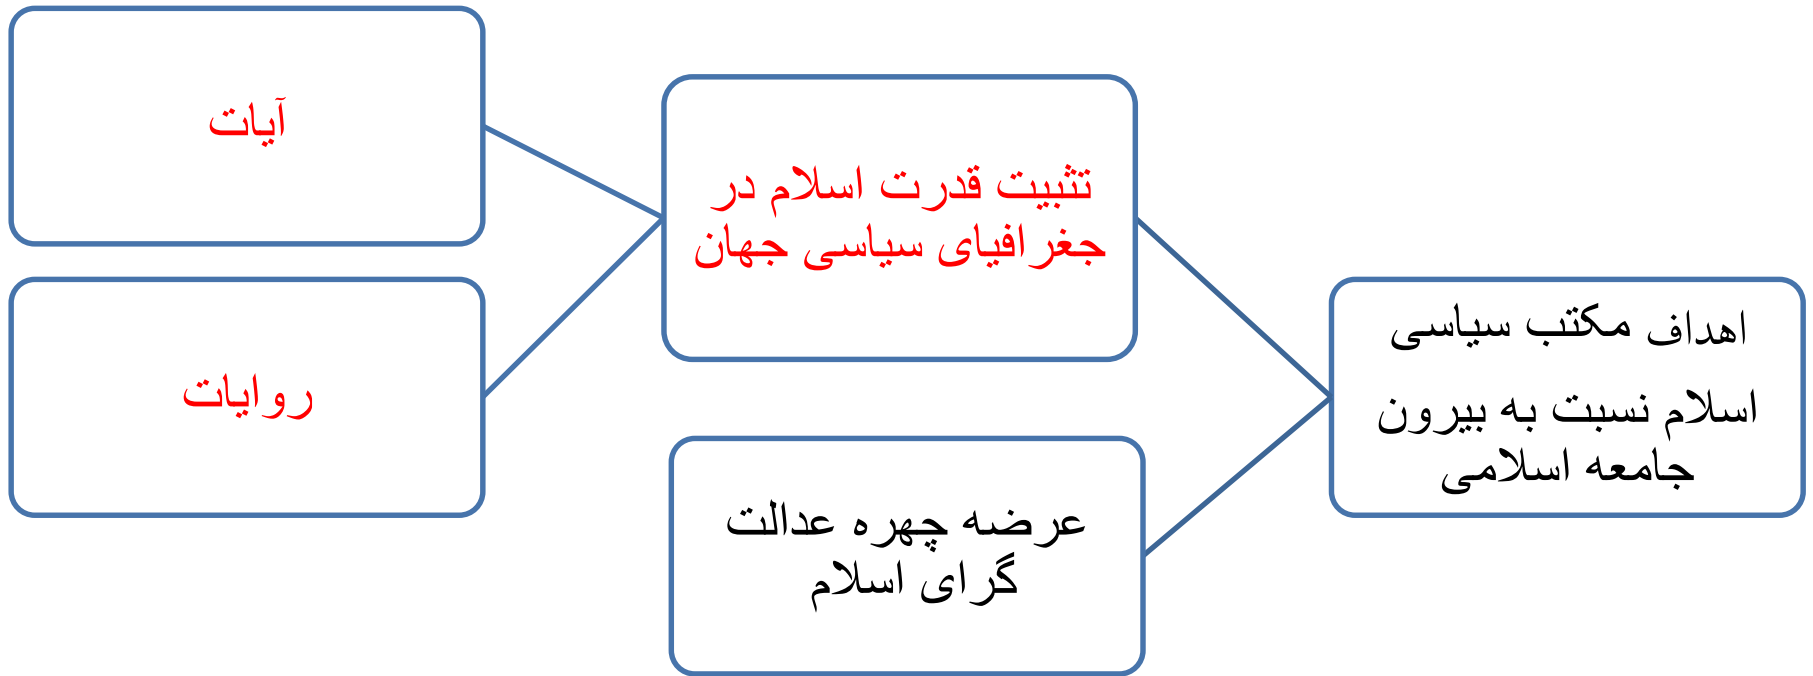 اهداف مکتب سیاسی
اسلام نسبت به بیرون
جامعه اسلامی
تثبیت قدرت اسلام در
جغرافیای سیاسی جهان
آیات
روایات
عرضه چهره عدالت
گرای اسلام